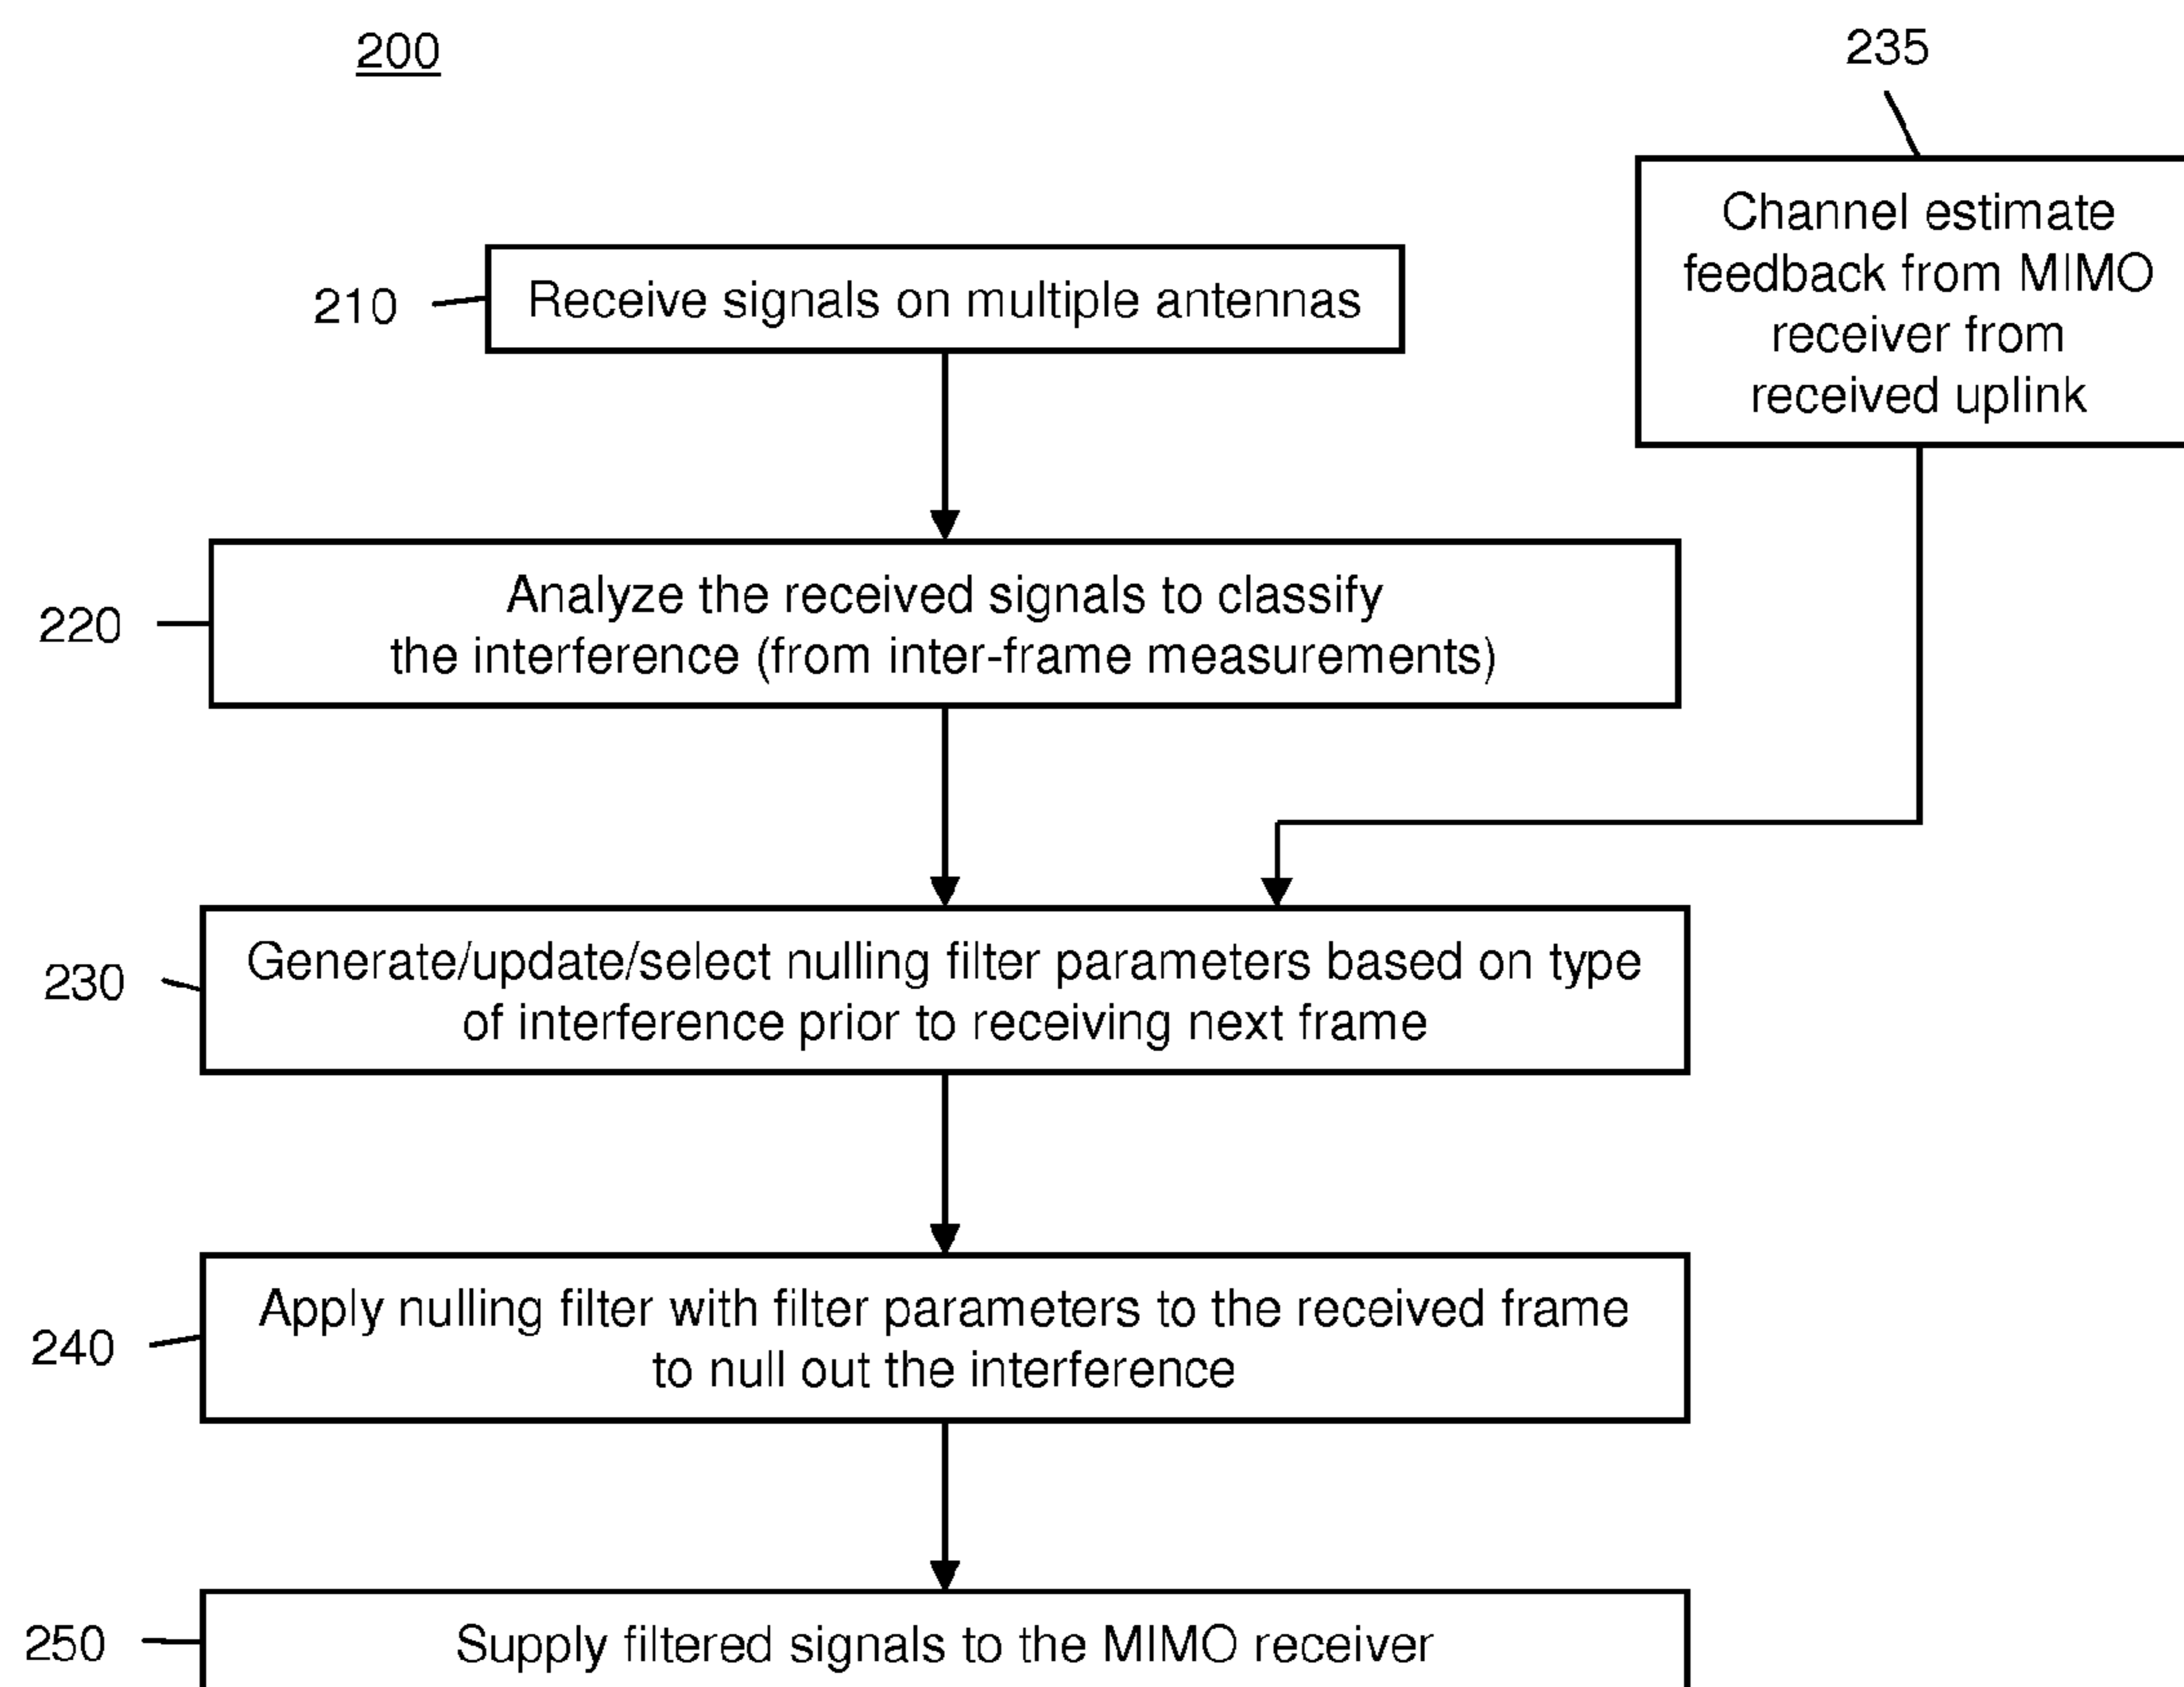 200
235
Channel estimate
feedback from MIMO
receiver from
received uplink
210
Receive signals on multiple antennas
220
Analyze the received signals to classify
the interference (from inter-frame measurements)
230
Generate/update/select nulling filter parameters based on type
of interference prior to receiving next frame
240
Apply nulling filter with filter parameters to the received frame
to null out the interference
250
Supply filtered signals to the MIMO receiver